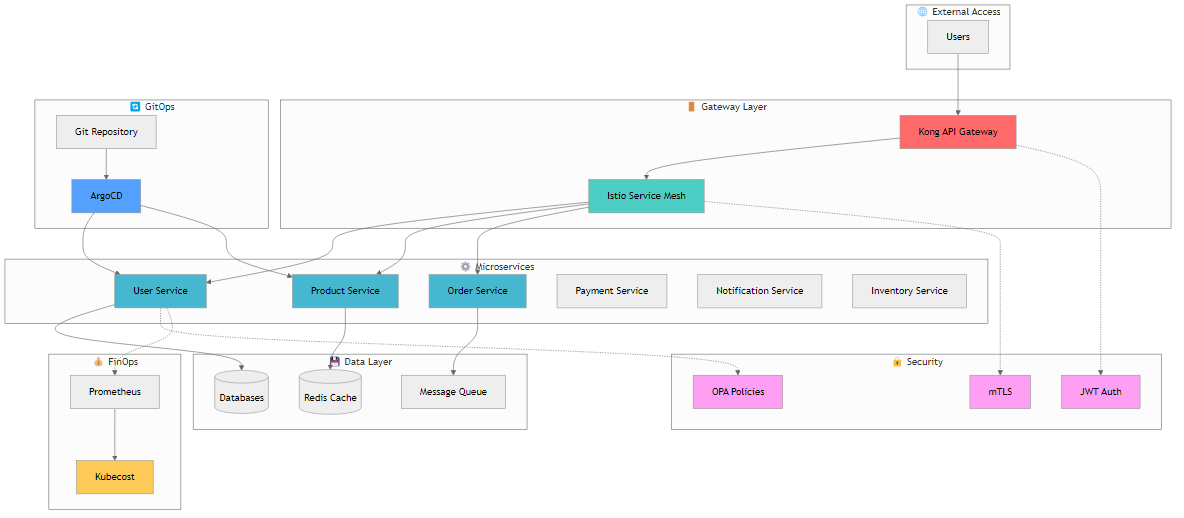 🌐 External Access
Users
🔄 GitOps
Git Repository
ArgoCD
🚪 Gateway Layer
Kong API Gateway
Istio Service Mesh
⚙️ Microservices
User Service
Product Service
Order Service
Payment Service
Notification Service
Inventory Service
💰 FinOps
Prometheus
Kubecost
💾 Data Layer
Databases
Redis Cache
Message Queue
🔒 Security
OPA Policies
mTLS
JWT Auth